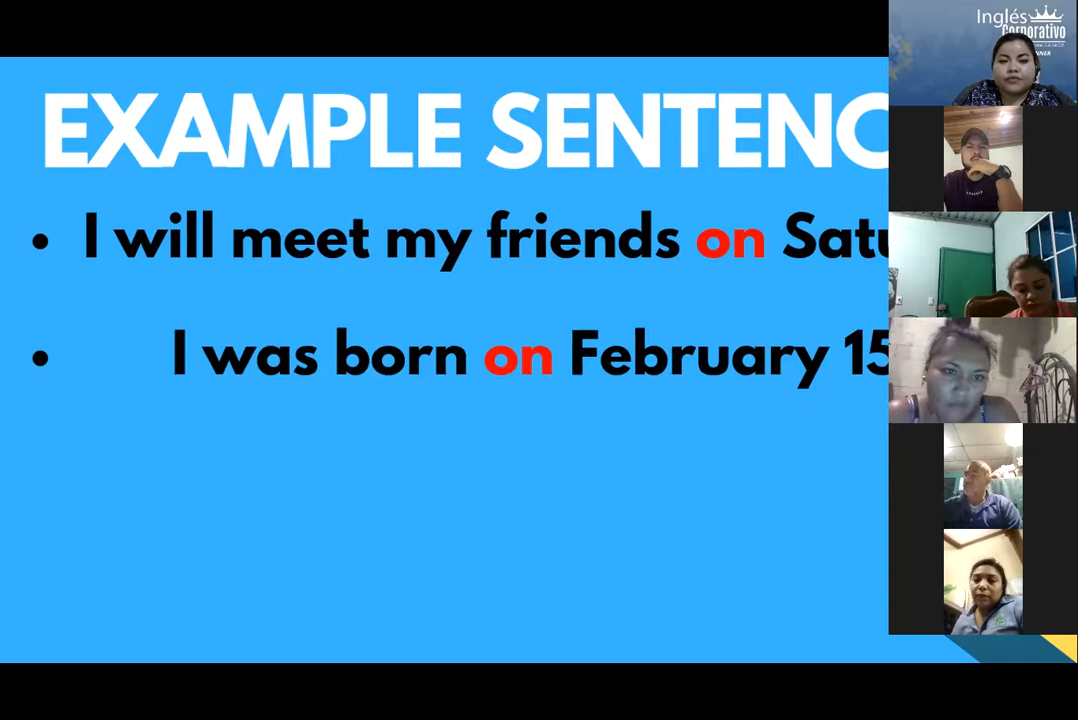 EXAMPLE SENTENC
• I will meet my friends on Satu
• I was born on February 15
Inglés
Corporativo